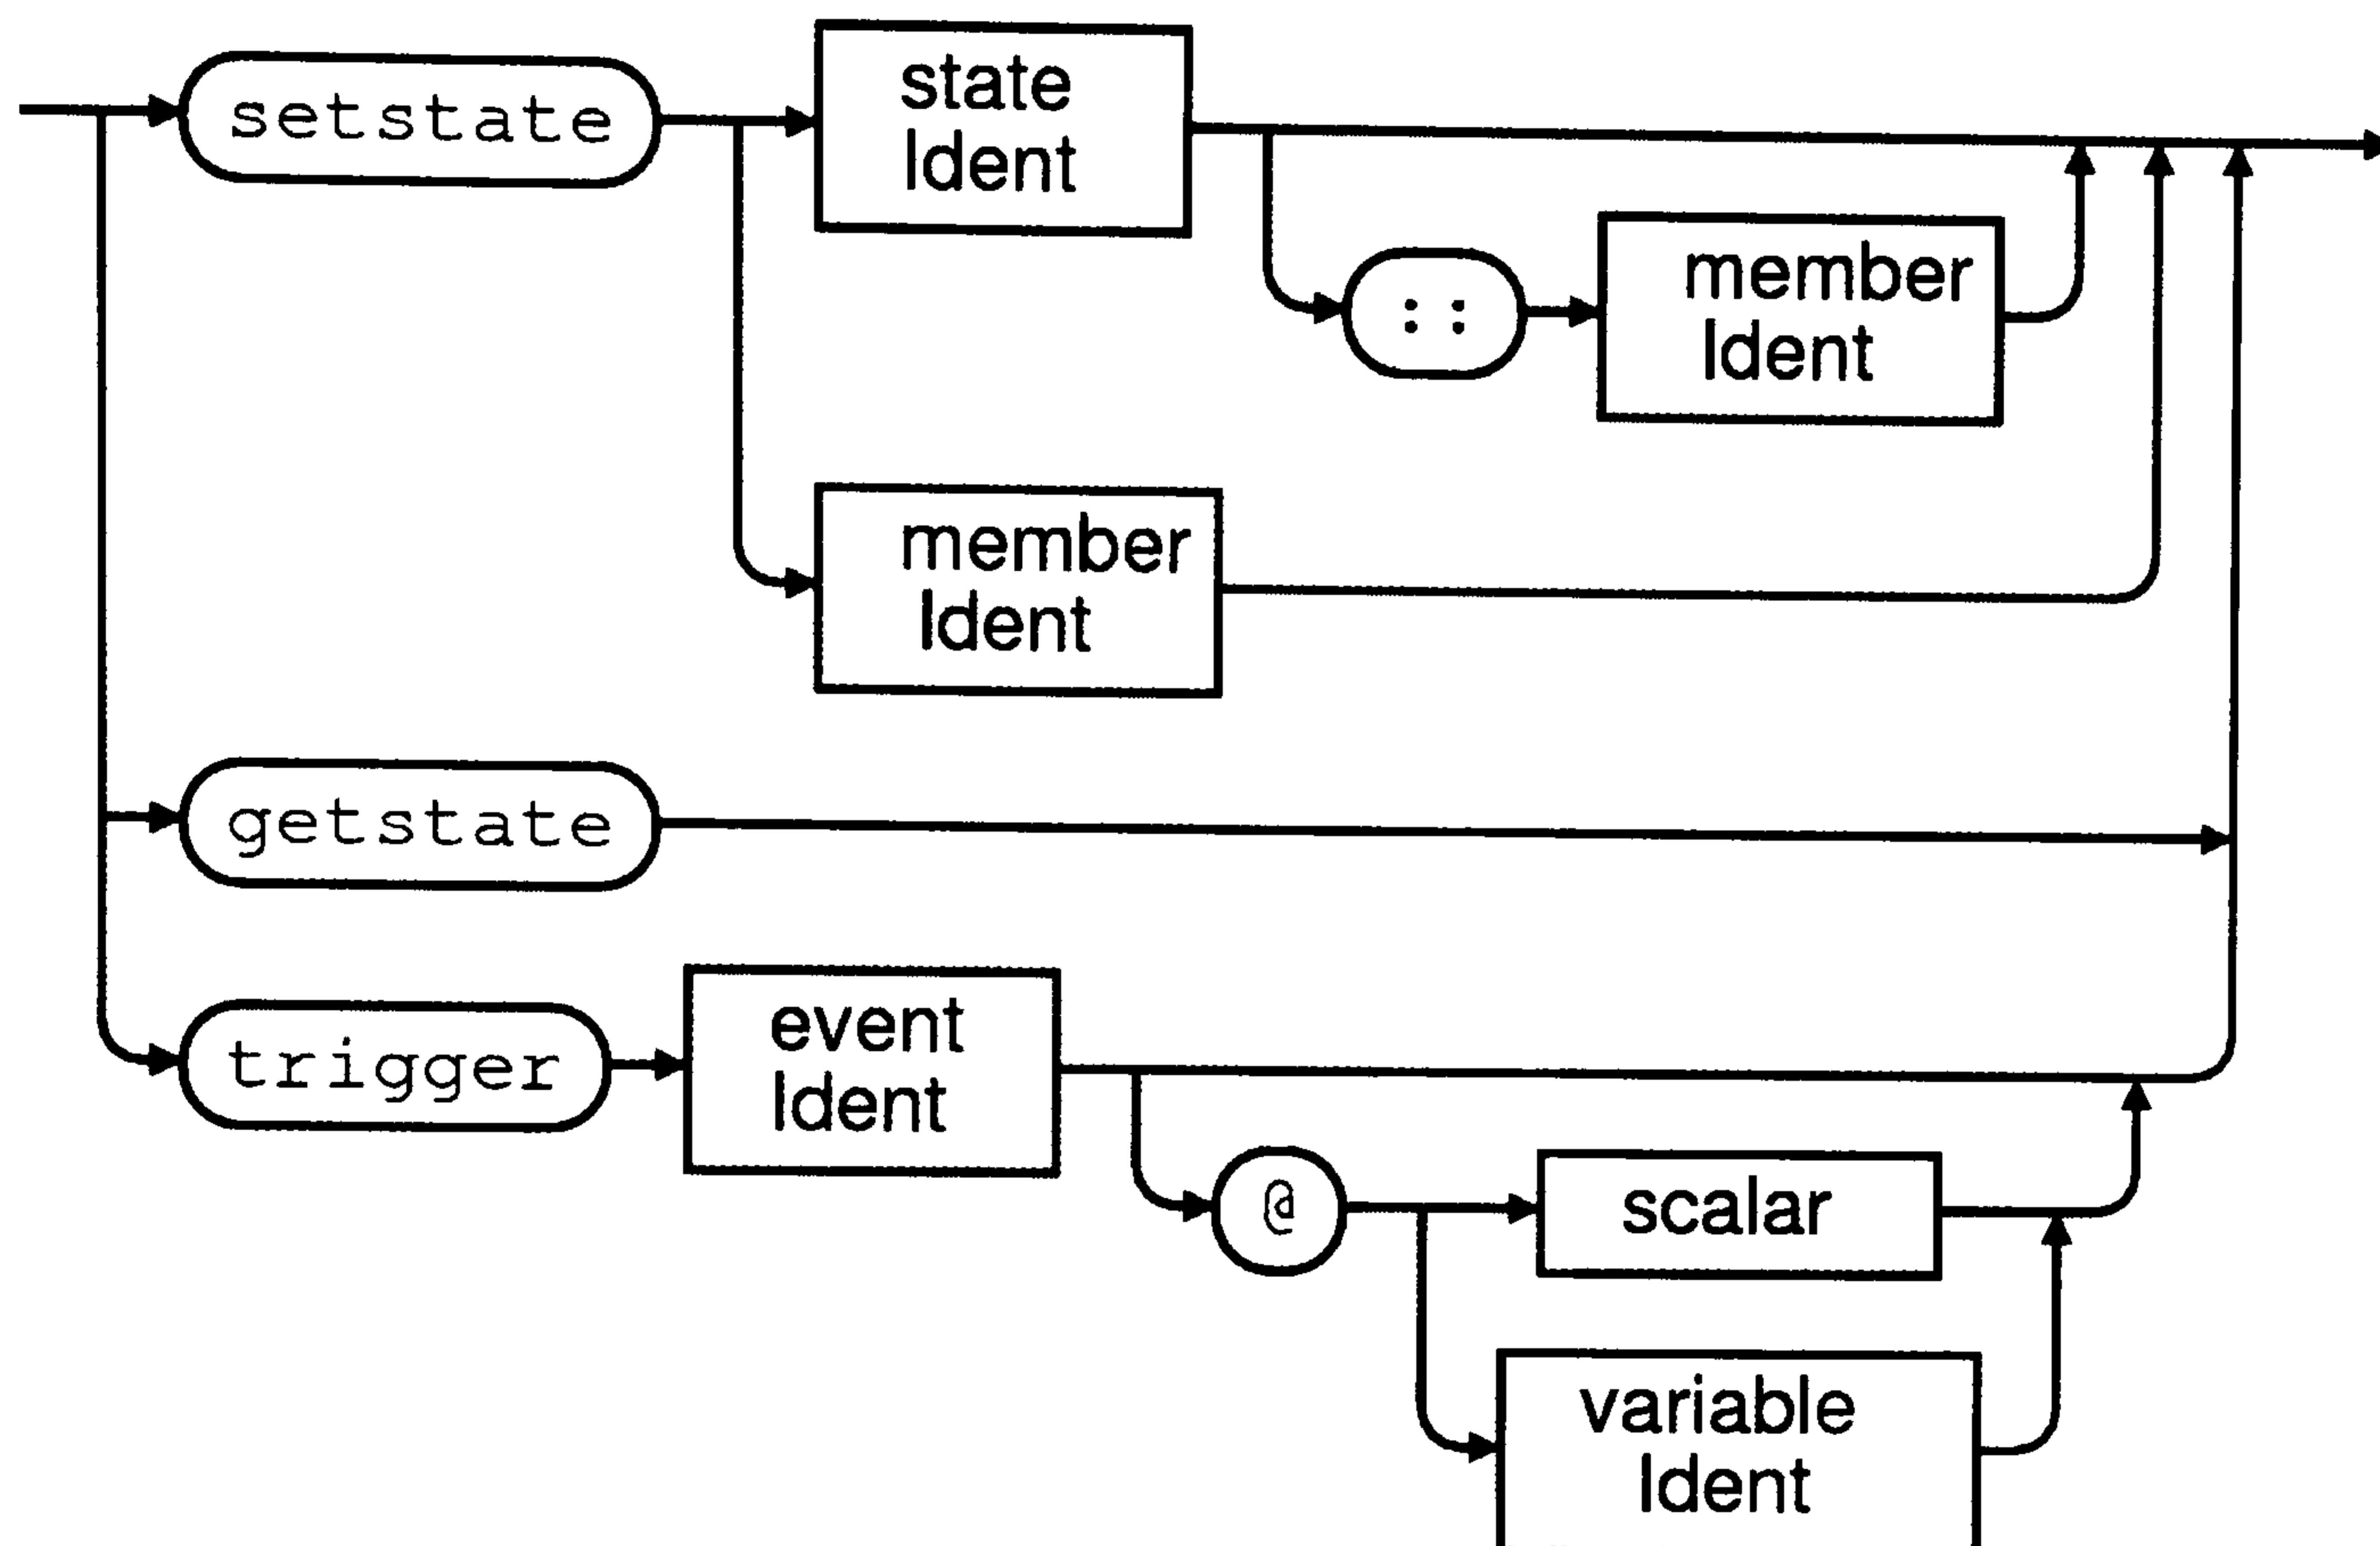 setstate
state
Ident
::
member
Ident
member
Ident
getstate
trigger
event
Ident
@
scalar
variable
Ident